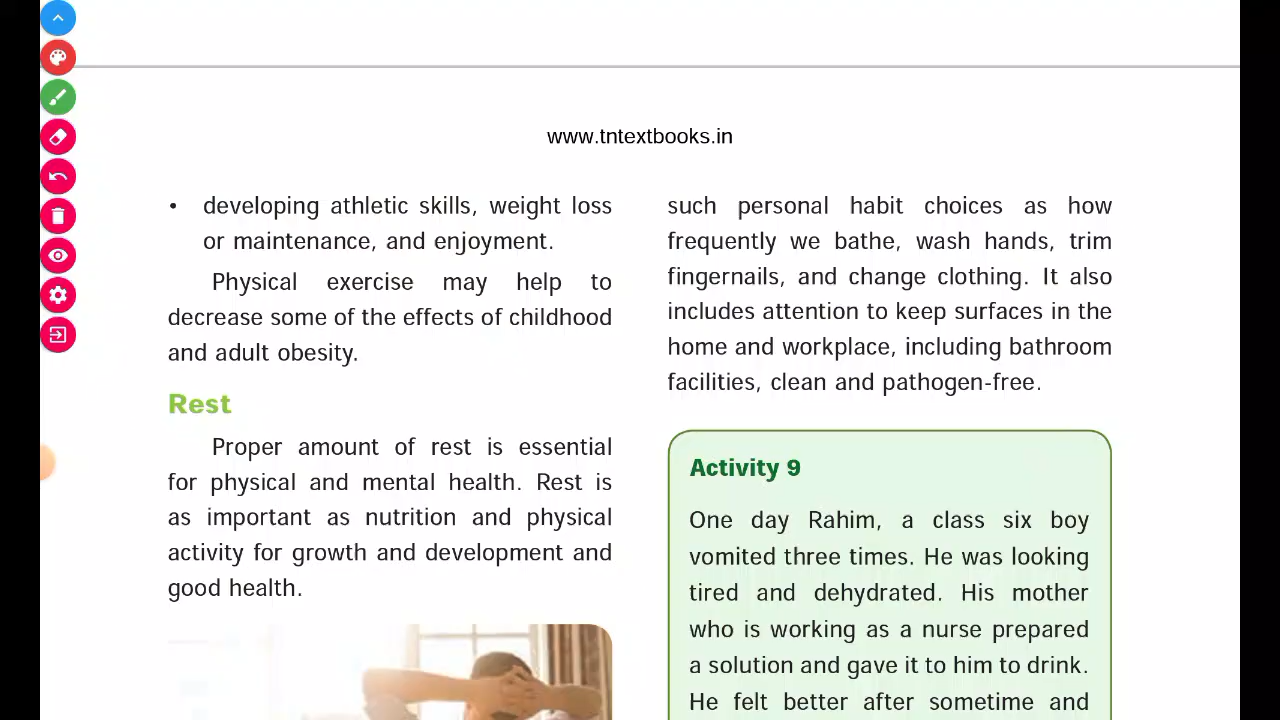 www.tntextbooks.in
• developing athletic skills, weight loss
or maintenance, and enjoyment.
Physical exercise may help to
decrease some of the effects of childhood
and adult obesity.
Rest
Proper amount of rest is essential
for physical and mental health. Rest is
as important as nutrition and physical
activity for growth and development and
good health.
such personal habit choices as how
frequently we bathe, wash hands, trim
fingernails, and change clothing. It also
includes attention to keep surfaces in the
home and workplace, including bathroom
facilities, clean and pathogen-free.
Activity 9
One day Rahim, a class six boy
vomited three times. He was looking
tired and dehydrated. His mother
who is working as a nurse prepared
a solution and gave it to him to drink.
He felt better after sometime and